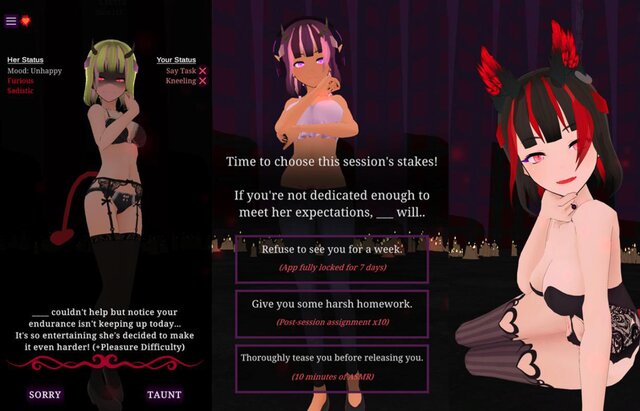 Her Status
Mood: Unhappy
Furious
Sadistic
Your Status
Say Task ❌
Kneeling ❌
____ couldn't help but notice your
endurance isn't keeping up today...
It's so entertaining she's decided to make
it even harder! (+Pleasure Difficulty)
SORRY
TAUNT
Time to choose this session's stakes!
If you're not dedicated enough to
meet her expectations, ___ will..
Refuse to see you for a week.
(App fully locked for 7 days)
Give you some harsh homework.
(Post-session assignment x10)
Thoroughly tease you before releasing you.
(10 minutes of ASMR)